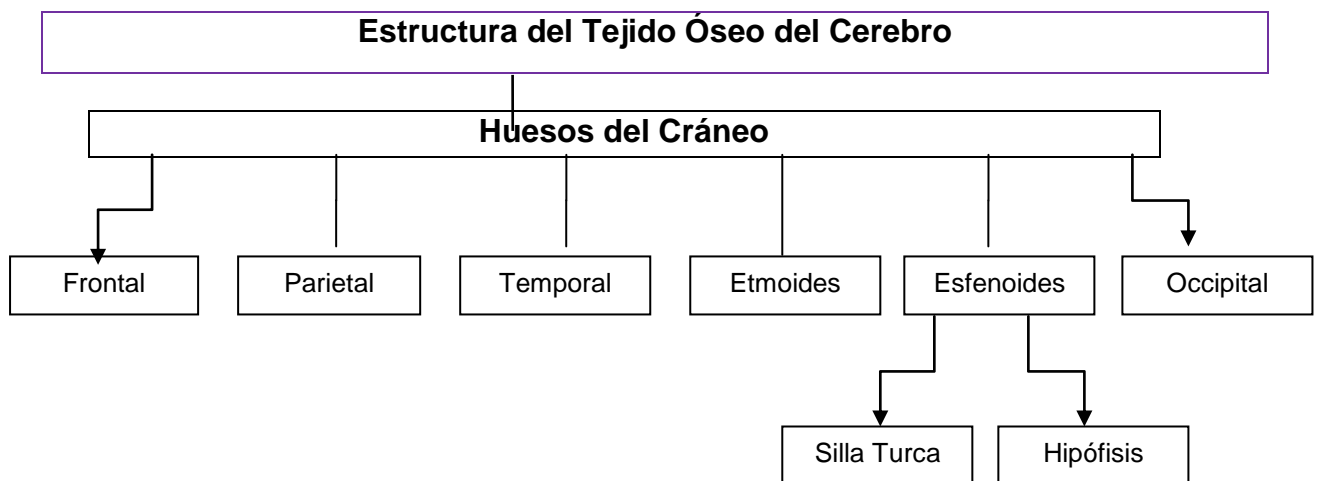 Estructura del Tejido Óseo del Cerebro
Huesos del Cráneo
Frontal
Parietal
Temporal
Etmoides
Esfenoides
Occipital
Silla Turca
Hipófisis